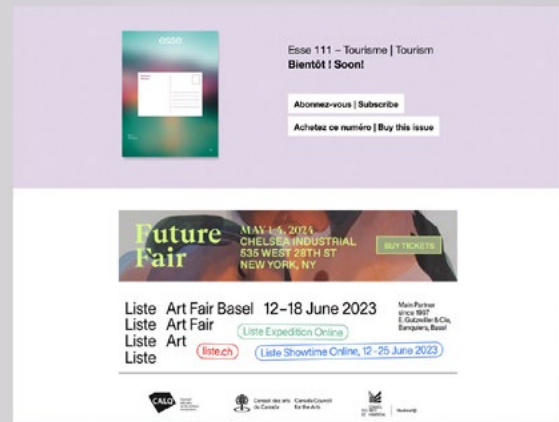 esse
Esse 111 – Tourisme | Tourism
Bientôt ! Soon!
Abonnez-vous | Subscribe
Achetez ce numéro | Buy this issue
Future
Fair
MAY 1-4, 2024
CHELSEA INDUSTRIAL
535 WEST 28TH ST
NEW YORK, NY
BUY TICKETS
Liste Art Fair Basel 12–18 June 2023
Liste Art Fair
Liste Art
Liste
Liste Expedition Online
liste.ch
Liste Showtime Online, 12–25 June 2023
Main Partner
since 1997
E. Gutzwiller & Cie,
Banquiers, Basel
CALQ
Conseil des arts
du Canada
Canada Council
for the Arts